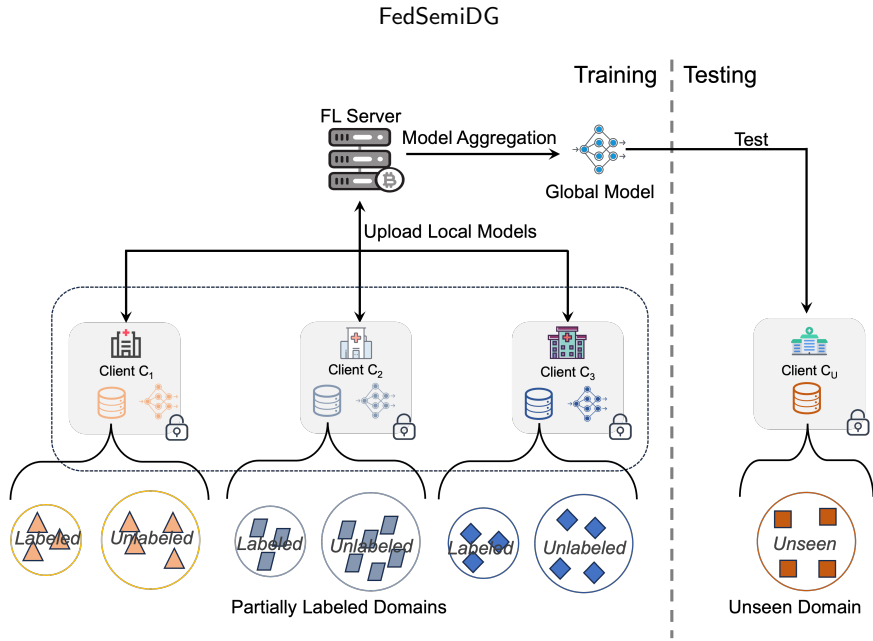 FedSemiDG
Training
Testing
FL Server
Model Aggregation
Test
Global Model
Upload Local Models
Client C1
Client C2
Client C3
Client CU
Labeled
Unlabeled
Labeled
Unlabeled
Labeled
Unlabeled
Unseen
Partially Labeled Domains
Unseen Domain